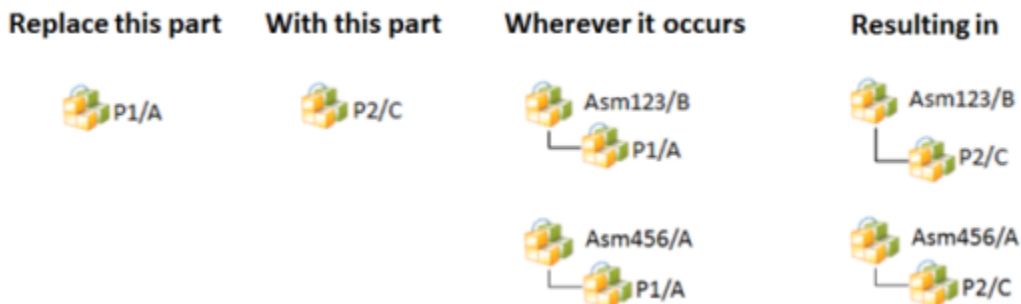 Replace this part With this part Wherever it occurs Resulting in
P1/A P2/C Asm123/B Asm123/B
P1/A P2/C
Asm456/A Asm456/A
P1/A P2/C